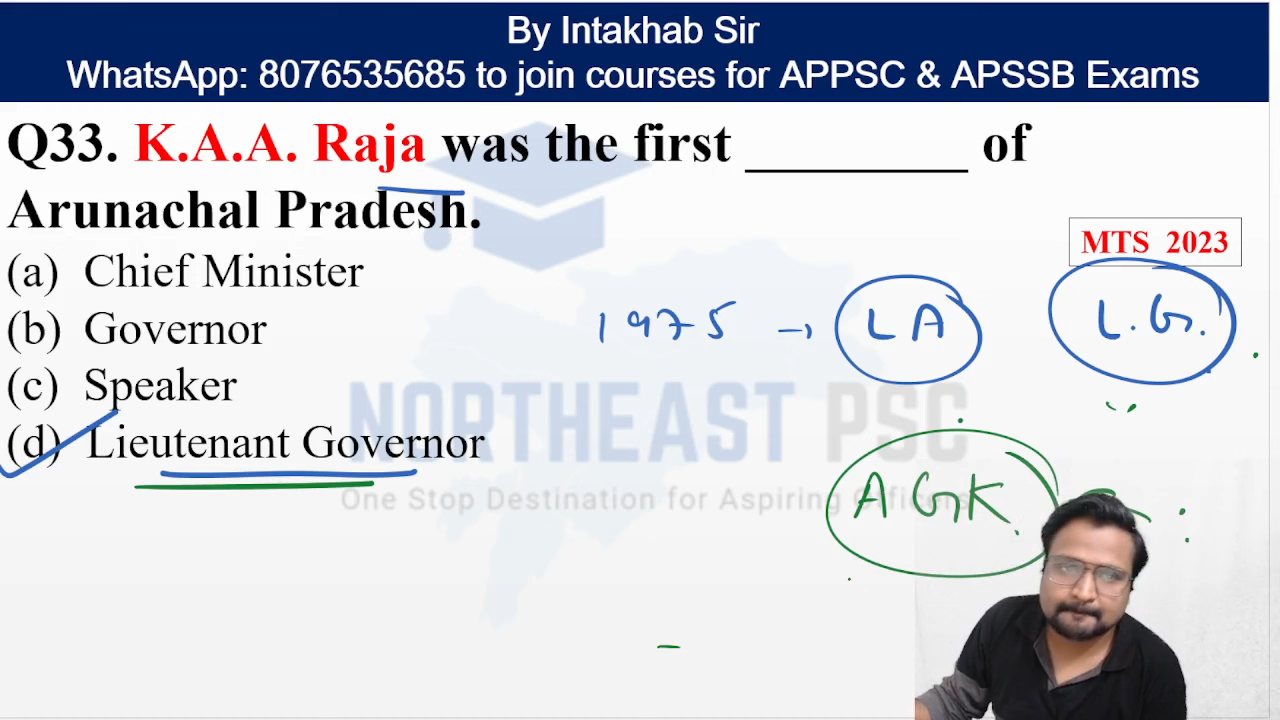 By Intakhab Sir
WhatsApp: 8076535685 to join courses for APPSC & APSSB Exams
Q33. K.A.A. Raja was the first __________ of
Arunachal Pradesh.
MTS 2023
(a) Chief Minister
(b) Governor
(c) Speaker
(d) Lieutenant Governor
1975 → LA L.G.
AGK
NORTHEAST PSC
One Stop Destination for Aspiring Officers